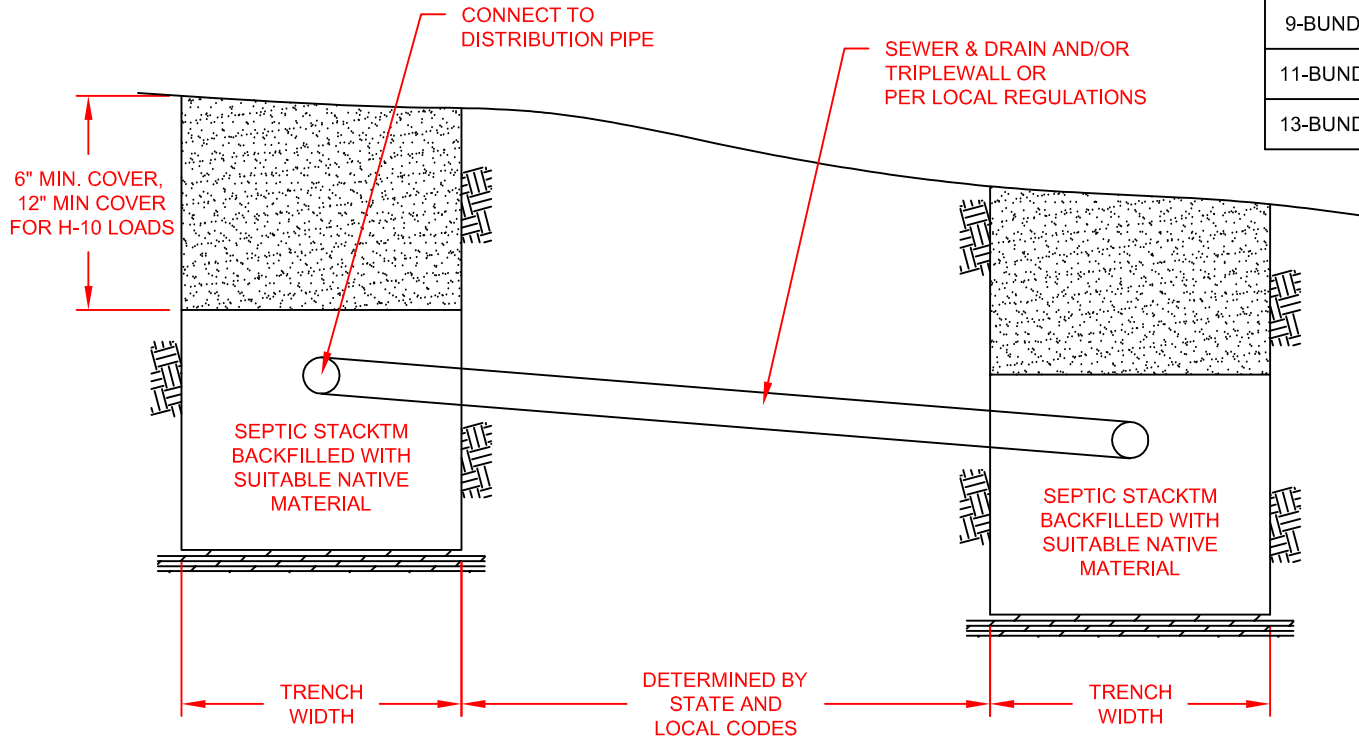 CONNECT TO
DISTRIBUTION PIPE
SEWER & DRAIN AND/OR
TRIPLEWALL OR
PER LOCAL REGULATIONS
9-BUND
11-BUND
13-BUND
6" MIN. COVER,
12" MIN COVER
FOR H-10 LOADS
SEPTIC STACKTM
BACKFILLED WITH
SUITABLE NATIVE
MATERIAL
SEPTIC STACKTM
BACKFILLED WITH
SUITABLE NATIVE
MATERIAL
TRENCH
WIDTH
DETERMINED BY
STATE AND
LOCAL CODES
TRENCH
WIDTH